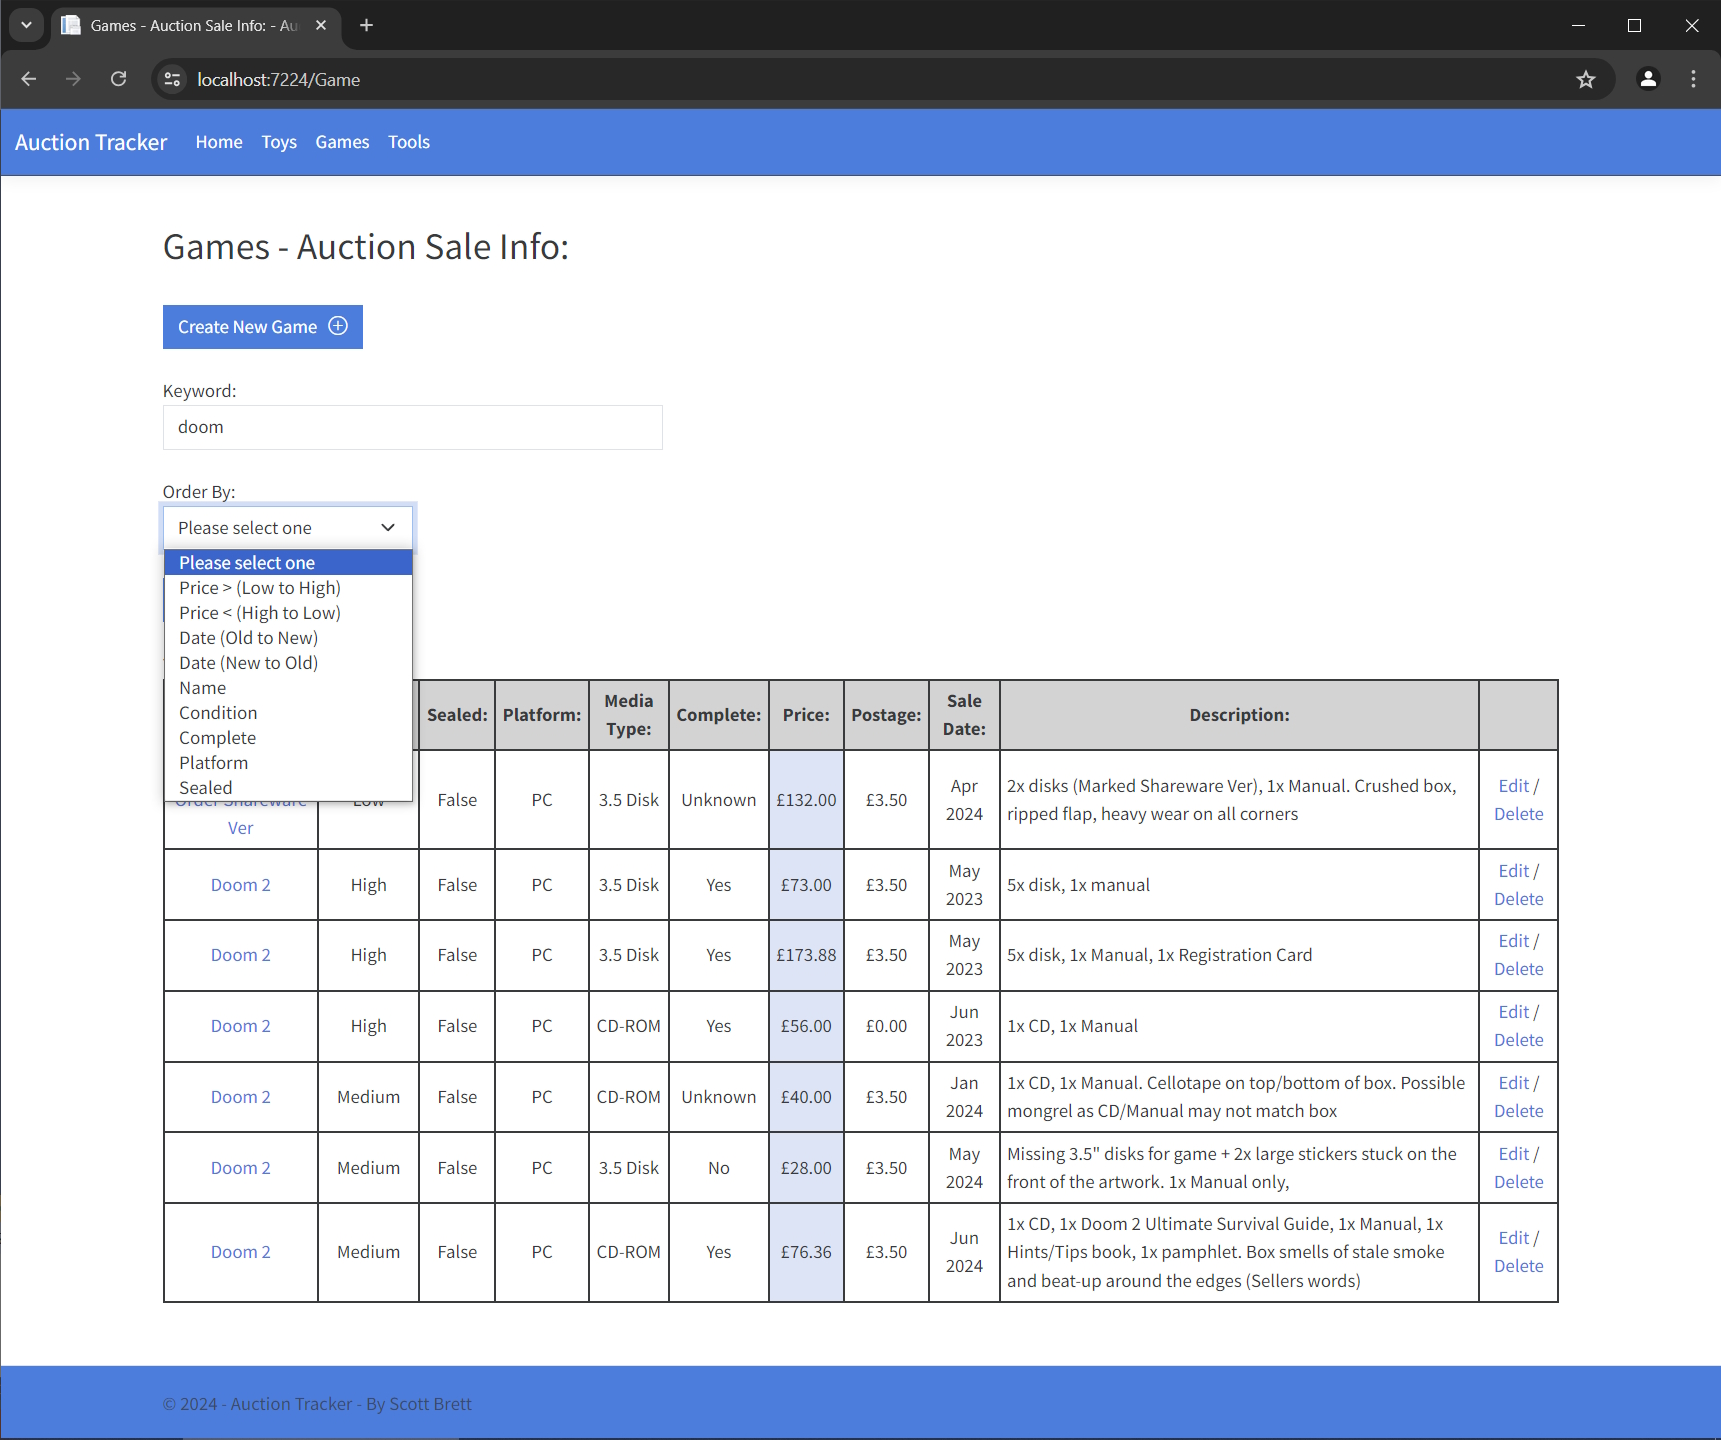 Games - Auction Sale Info: - Au
localhost:7224/Game
Auction Tracker Home Toys Games Tools
Games - Auction Sale Info:
Create New Game
Keyword:
doom
Order By:
Please select one
Please select one
Price > (Low to High)
Price < (High to Low)
Date (Old to New)
Date (New to Old)
Name
Condition
Complete
Platform
Sealed
Sealed: Platform: Media Type: Complete: Price: Postage: Sale Date: Description:
Order Shareware
Ver
Low False PC 3.5 Disk Unknown £132.00 £3.50 Apr 2024
2x disks (Marked Shareware Ver), 1x Manual. Crushed box,
ripped flap, heavy wear on all corners
Edit /
Delete
Doom 2 High False PC 3.5 Disk Yes £73.00 £3.50 May 2023 5x disk, 1x manual
Edit /
Delete
Doom 2 High False PC 3.5 Disk Yes £173.88 £3.50 May 2023 5x disk, 1x Manual, 1x Registration Card
Edit /
Delete
Doom 2 High False PC CD-ROM Yes £56.00 £0.00 Jun 2023 1x CD, 1x Manual
Edit /
Delete
Doom 2 Medium False PC CD-ROM Unknown £40.00 £3.50 Jan 2024
1x CD, 1x Manual. Cellotape on top/bottom of box. Possible
mongrel as CD/Manual may not match box
Edit /
Delete
Doom 2 Medium False PC 3.5 Disk No £28.00 £3.50 May 2024
Missing 3.5" disks for game + 2x large stickers stuck on the
front of the artwork. 1x Manual only,
Edit /
Delete
Doom 2 Medium False PC CD-ROM Yes £76.36 £3.50 Jun 2024
1x CD, 1x Doom 2 Ultimate Survival Guide, 1x Manual, 1x
Hints/Tips book, 1x pamphlet. Box smells of stale smoke
and beat-up around the edges (Sellers words)
Edit /
Delete
© 2024 - Auction Tracker - By Scott Brett